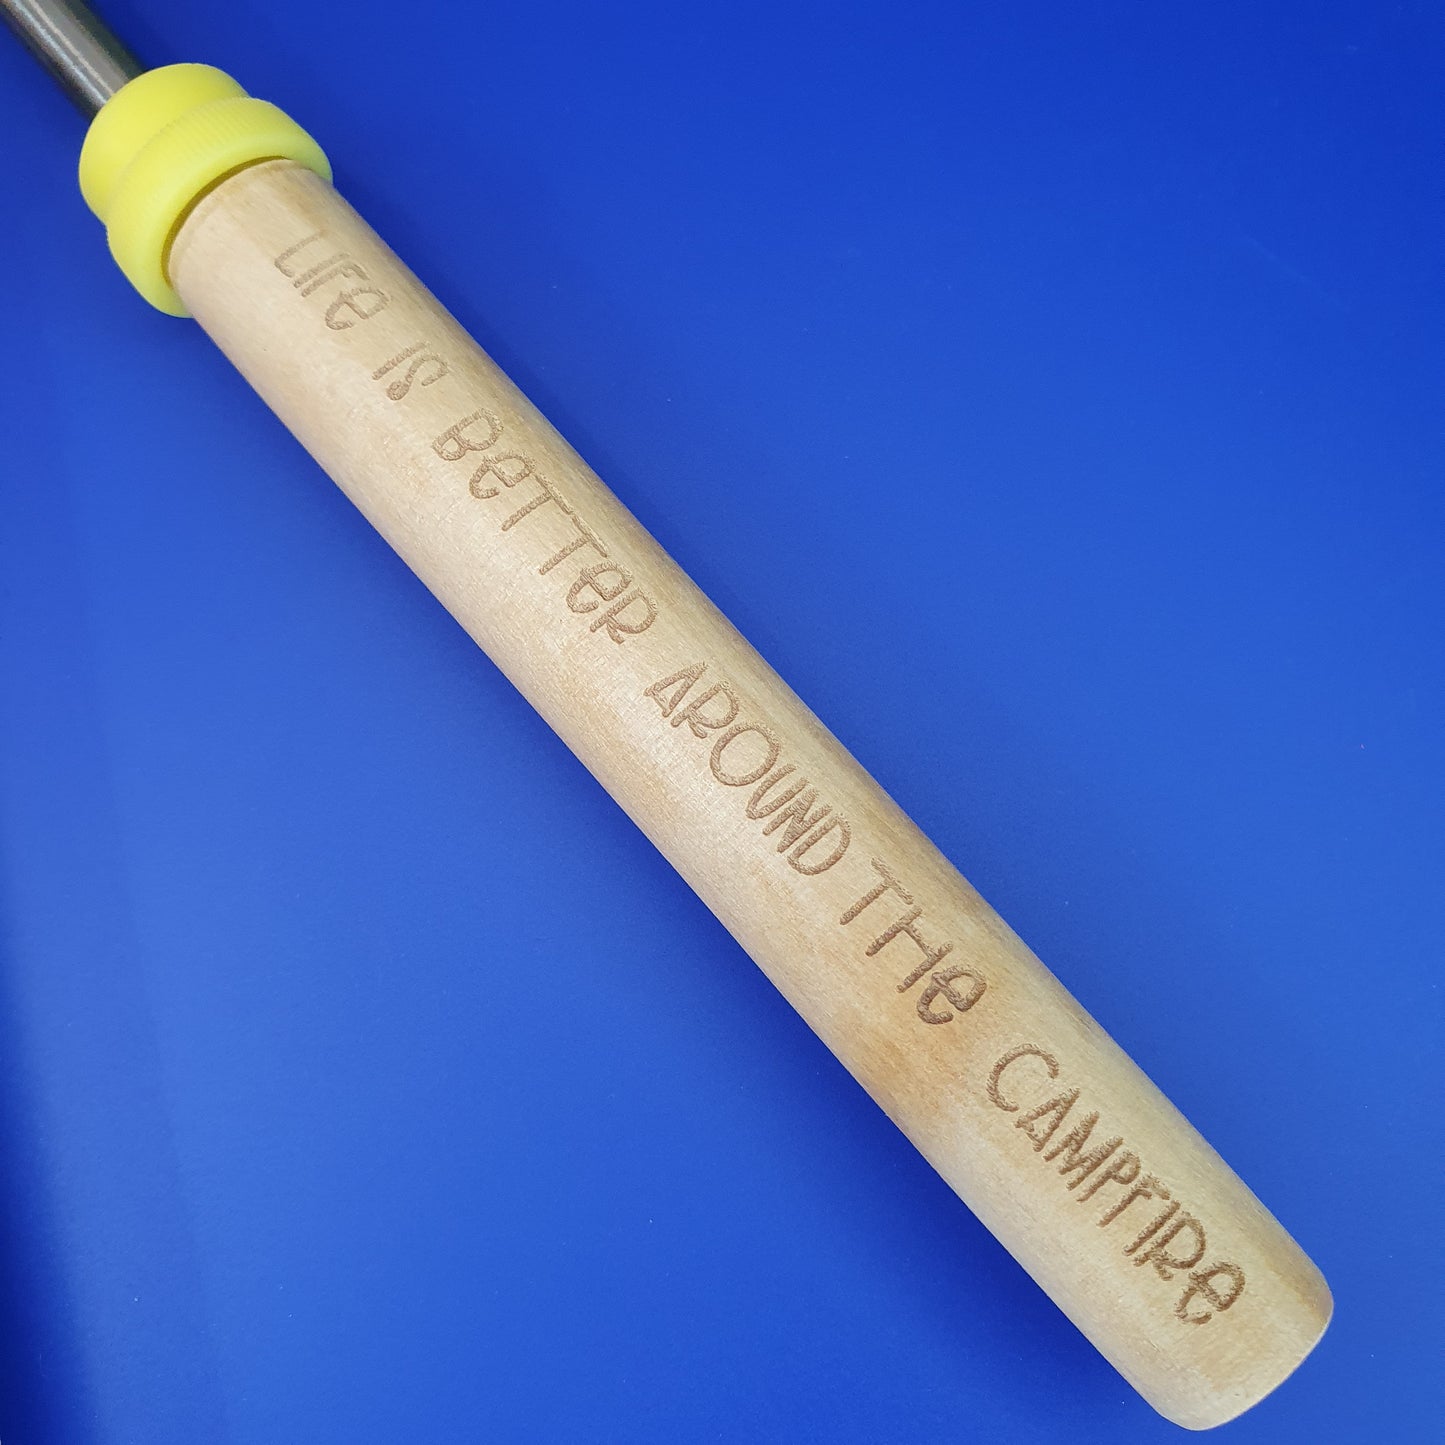 Life is Better Around the Campfire